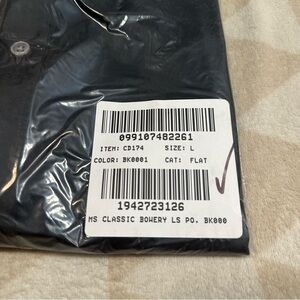 099107482261
ITEM: CD174 SIZE: L
COLOR: BK0001 CAT: FLAT
1942723126
MS CLASSIC BOWERY LS PO. BK000